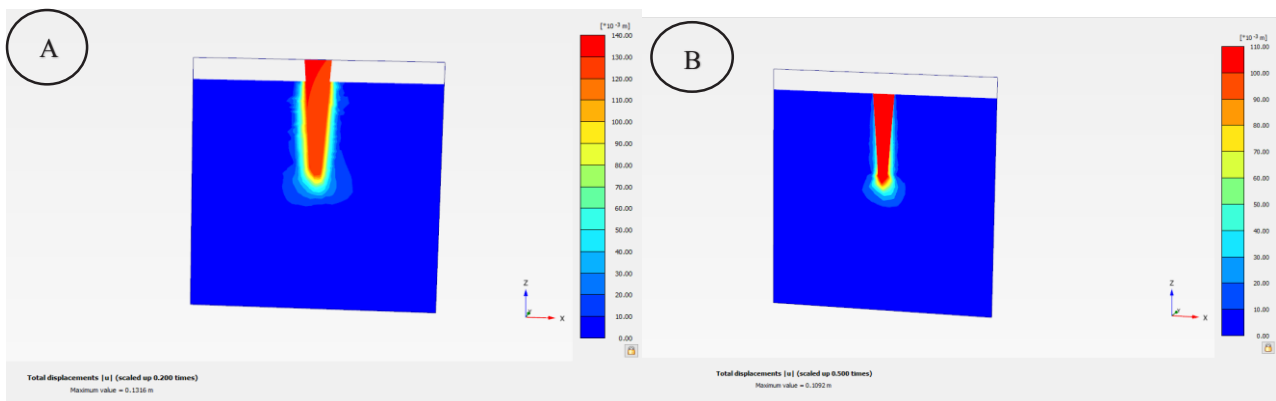 A
[*10⁻³ m]
140.00
130.00
120.00
110.00
100.00
90.00
80.00
70.00
60.00
50.00
40.00
30.00
20.00
10.00
0.00
Z
X
Total displacements |u| (scaled up 0.200 times)
Maximum value = 0.1316 m
B
[*10⁻³ m]
110.00
100.00
90.00
80.00
70.00
60.00
50.00
40.00
30.00
20.00
10.00
0.00
Z
X
Total displacements |u| (scaled up 0.500 times)
Maximum value = 0.1092 m